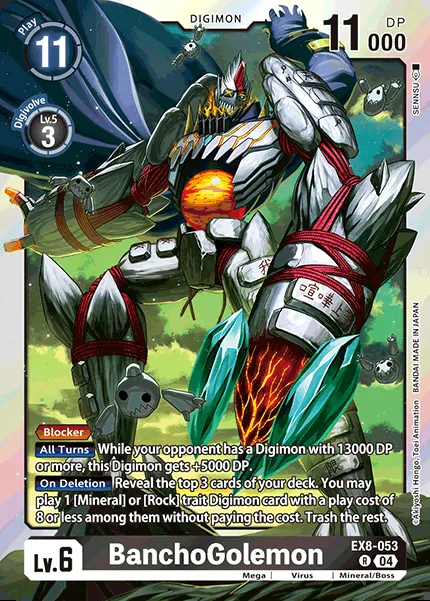 DIGIMON
Play
11
11000
DP
Digivolve
Lv.5
3
SENNSU
喧嘩上
我
©Akiyoshi Hongo, Toei Animation BANDAI MADE IN JAPAN
Blocker
All Turns While your opponent has a Digimon with 13000 DP
or more, this Digimon gets +5000 DP.
On Deletion Reveal the top 3 cards of your deck. You may
play 1 [Mineral] or [Rock] trait Digimon card with a play cost of
8 or less among them without paying the cost. Trash the rest.
EX8-053
Lv.6
BanchoGolemon
R
04
Mega
Virus
Mineral/Boss